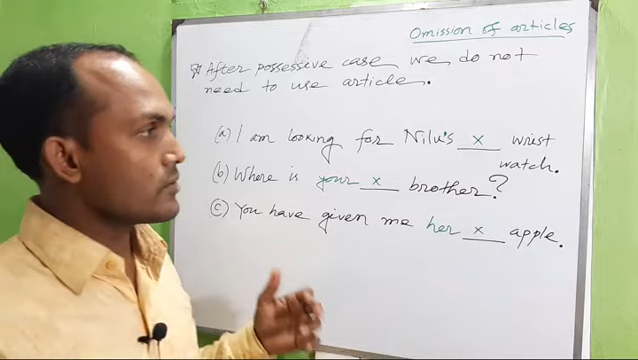 Omission of articles
After possessive case we do not
need to use article.
(a) I am looking for Nilu's x wrist
watch.
(b) Where is your x brother?
(c) You have given me her x apple.